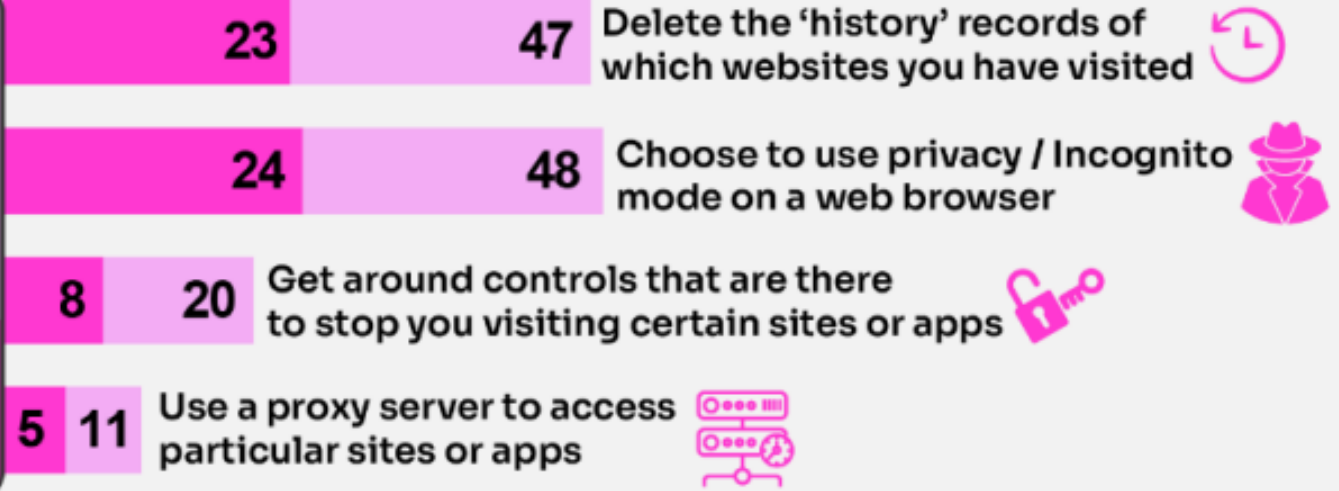 23 47 Delete the ‘history’ records of
which websites you have visited
24 48 Choose to use privacy / Incognito
mode on a web browser
8 20 Get around controls that are there
to stop you visiting certain sites or apps
5 11 Use a proxy server to access
particular sites or apps